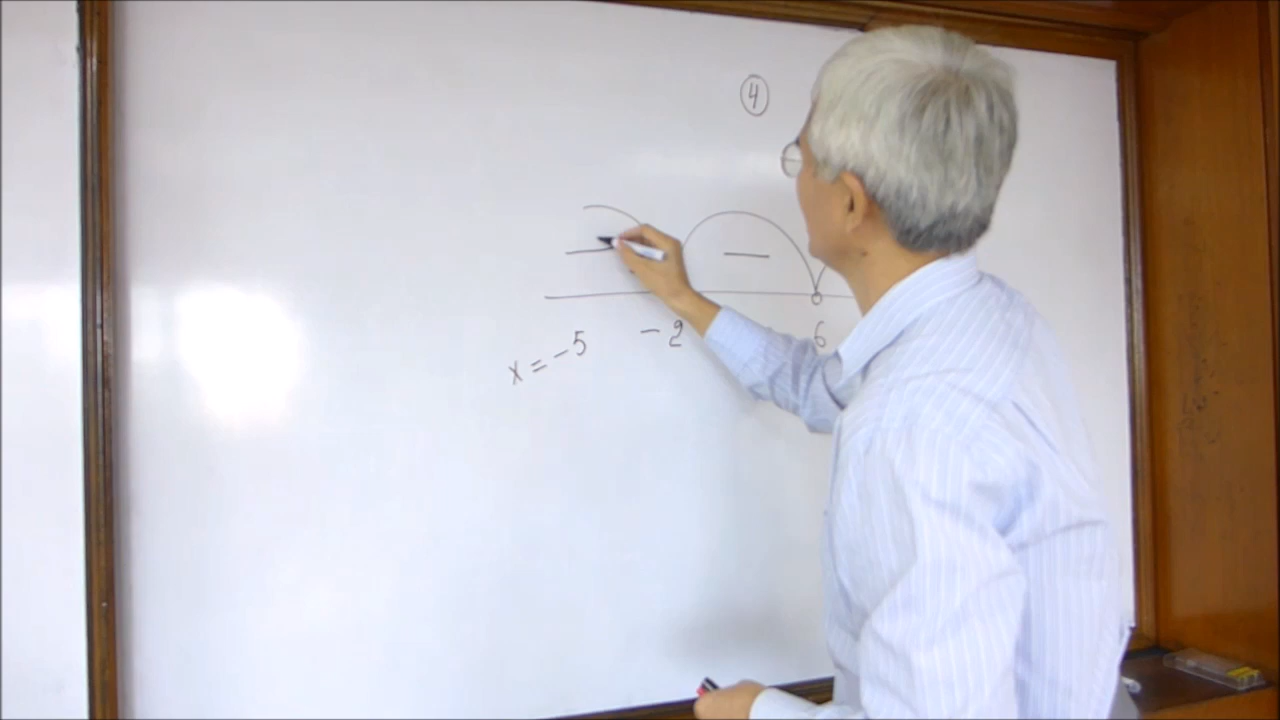 ④
— —
-2 6
x = -5